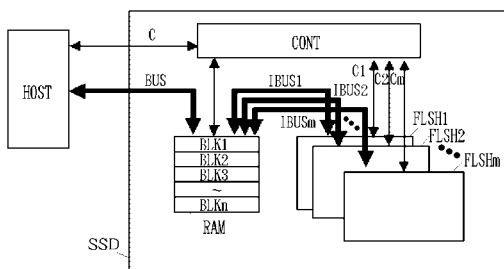 C
CONT
HOST
BUS
IBUS1
IBUS2
IBUSm
C1
C2
Cm
FLSH1
FLSH2
FLSHm
BLK1
BLK2
BLK3
~
BLKn
RAM
SSD